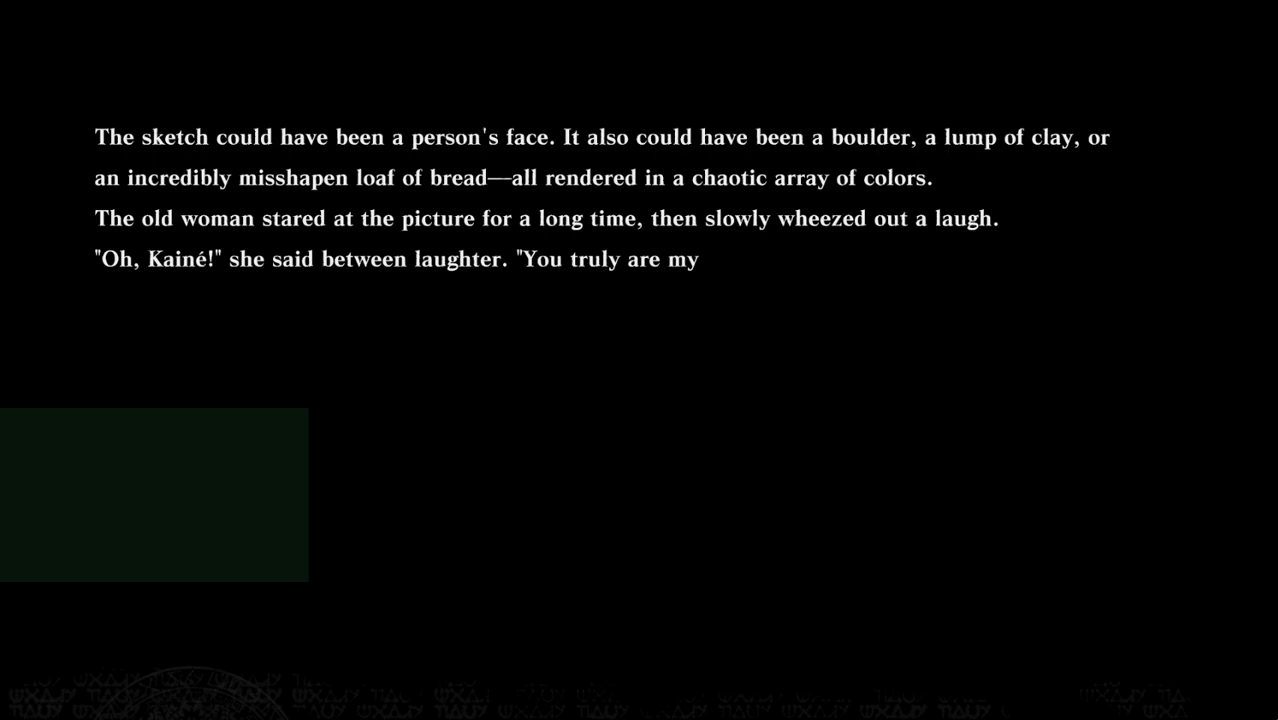 The sketch could have been a person's face. It also could have been a boulder, a lump of clay, or
an incredibly misshapen loaf of bread—all rendered in a chaotic array of colors.
The old woman stared at the picture for a long time, then slowly wheezed out a laugh.
"Oh, Kainé!" she said between laughter. "You truly are my